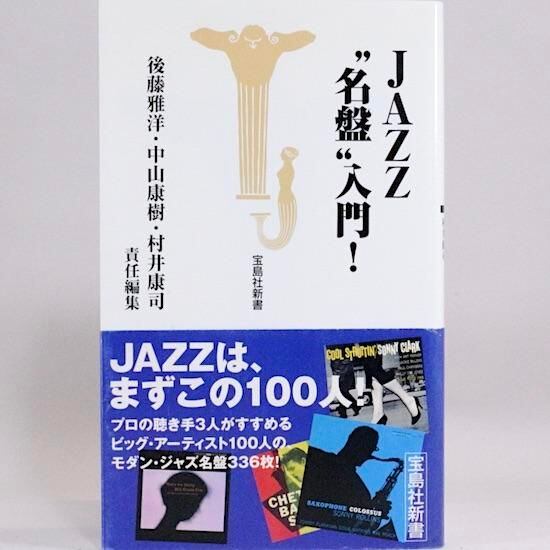 JAZZ
”名盤“入門！
後藤雅洋・中山康樹・村井康司
責任編集
宝島社新書
JAZZは、
まずこの100人！
プロの聴き手3人がすすめる
ビッグ・アーティスト100人の
モダン・ジャズ名盤336枚！
COOL STRUTTIN' SONNY CLARK
CHET
BA
S
SAXOPHONE COLOSSUS
SONNY ROLLINS
宝島社新書